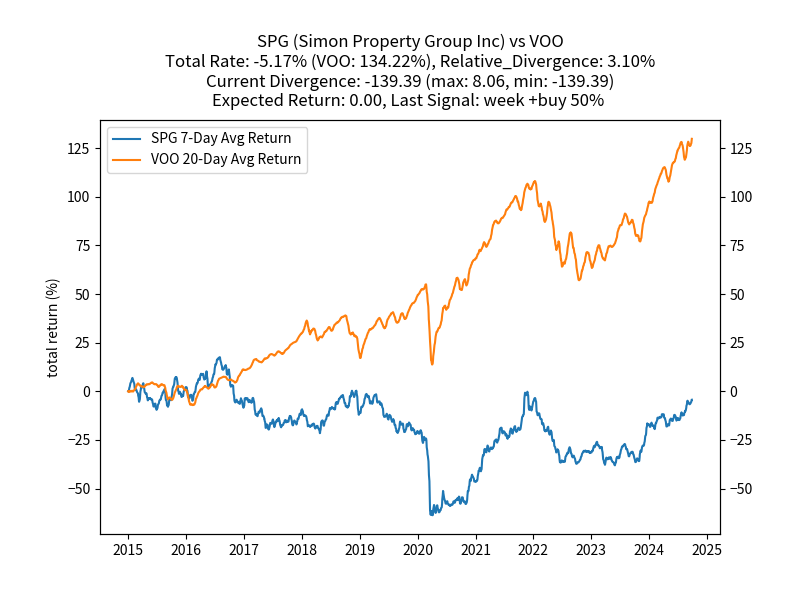 SPG (Simon Property Group Inc) vs VOO
Total Rate: -5.17% (VOO: 134.22%), Relative_Divergence: 3.10%
Current Divergence: -139.39 (max: 8.06, min: -139.39)
Expected Return: 0.00, Last Signal: week +buy 50%
SPG 7-Day Avg Return
VOO 20-Day Avg Return
total return (%)
125
100
75
50
25
0
−25
−50
125
100
75
50
25
0
−25
−50
2015 2016 2017 2018 2019 2020 2021 2022 2023 2024 2025